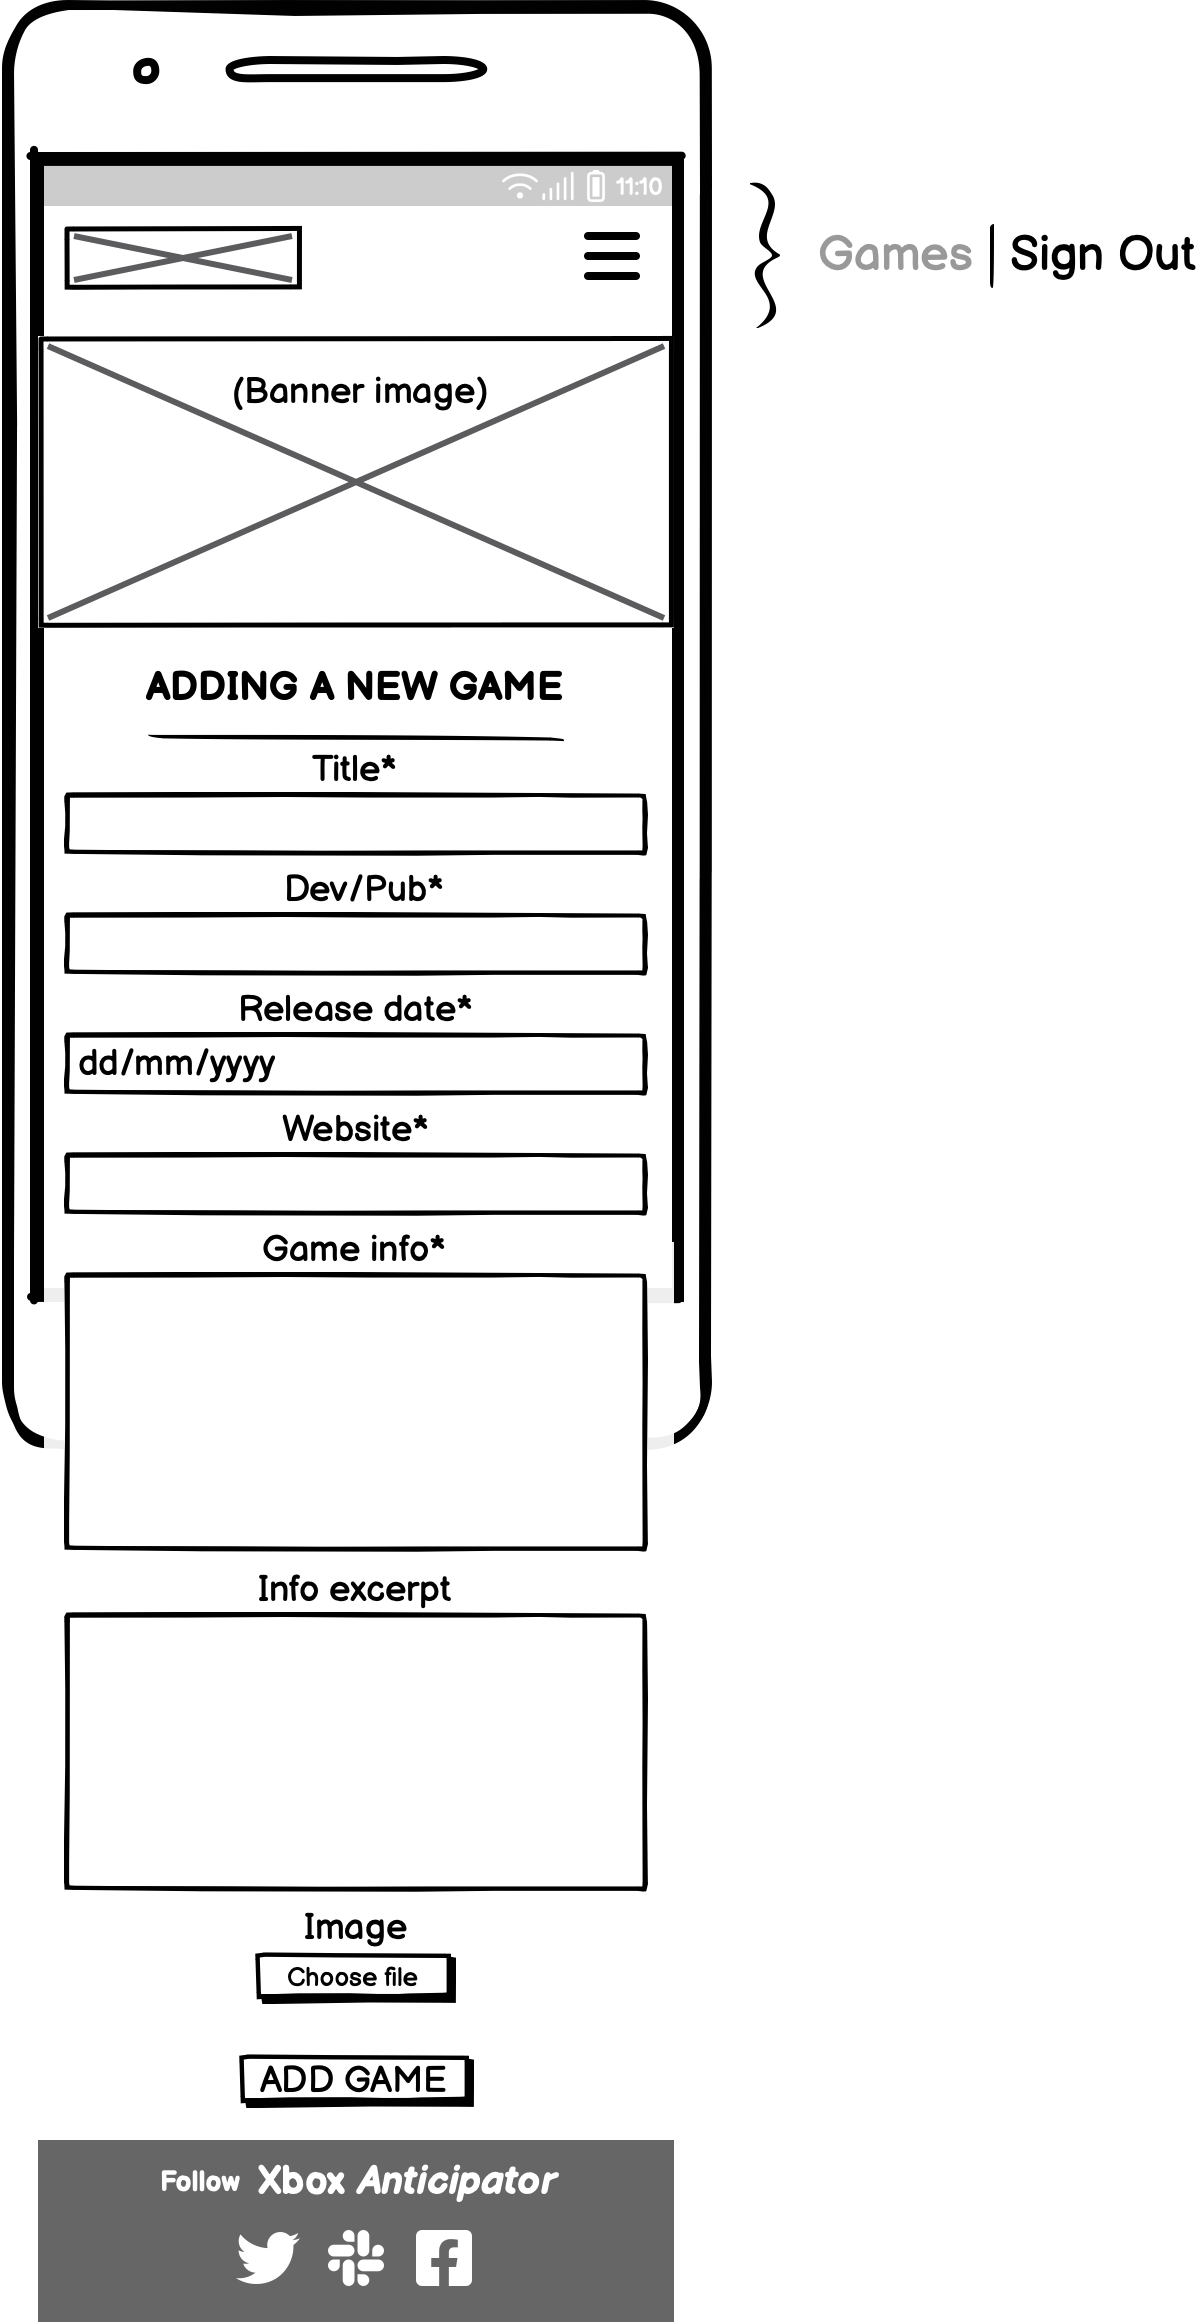 11:10
Games | Sign Out
(Banner image)
ADDING A NEW GAME
Title*
Dev/Pub*
Release date*
dd/mm/yyyy
Website*
Game info*
Info excerpt
Image
Choose file
ADD GAME
Follow Xbox Anticipator